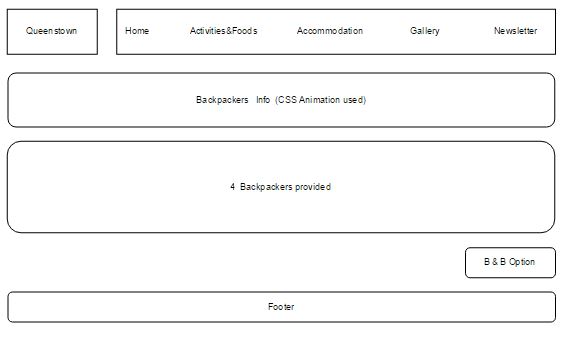 Queenstown
Home Activities&Foods Accommodation Gallery Newsletter
Backpackers Info (CSS Animation used)
4 Backpackers provided
B & B Option
Footer